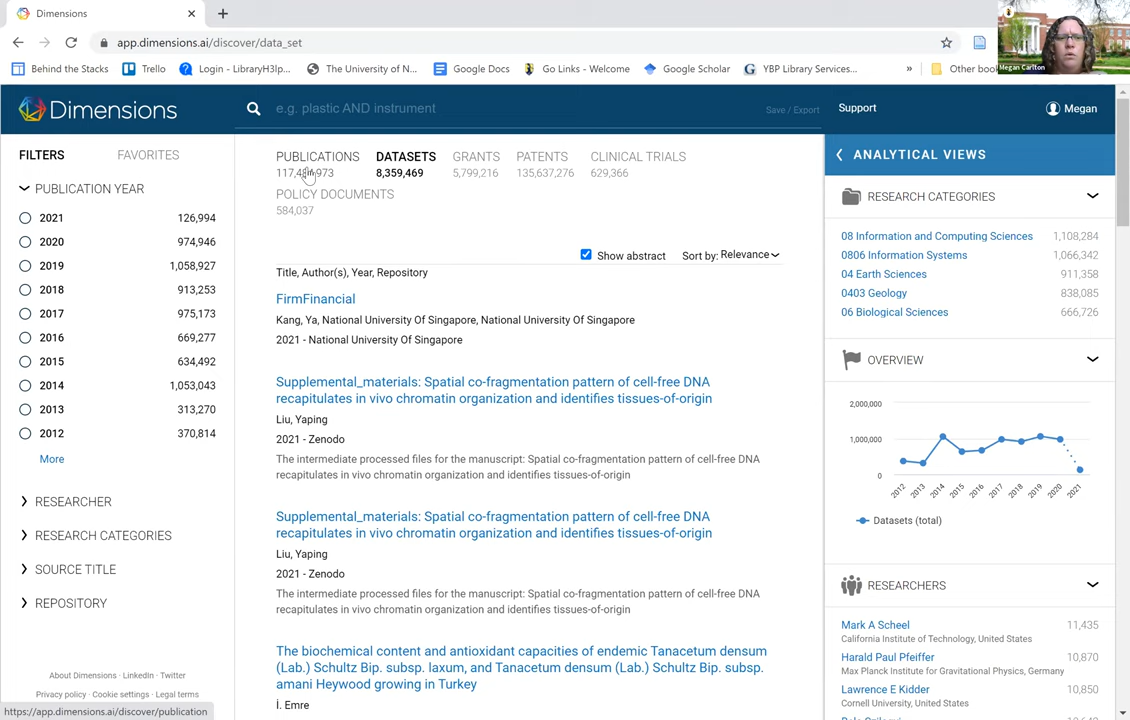 Dimensions
app.dimensions.ai/discover/data_set
Behind the Stacks
Trello
Login - LibraryH3lp...
The University of N...
Google Docs
Go Links - Welcome
Google Scholar
YBP Library Services...
»
Other boo
Megan Carlton
Dimensions
e.g. plastic AND instrument
Save / Export
Support
Megan
FILTERS
FAVORITES
PUBLICATION YEAR
2021 126,994
2020 974,946
2019 1,058,927
2018 913,253
2017 975,173
2016 669,277
2015 634,492
2014 1,053,043
2013 313,270
2012 370,814
More
RESEARCHER
RESEARCH CATEGORIES
SOURCE TITLE
REPOSITORY
About Dimensions · LinkedIn · Twitter
Privacy policy · Cookie settings · Legal terms
https://app.dimensions.ai/discover/publication
PUBLICATIONS
DATASETS
8,359,469
GRANTS
5,799,216
PATENTS
135,637,276
CLINICAL TRIALS
629,366
POLICY DOCUMENTS
584,037
Show abstract
Sort by: Relevance
Title, Author(s), Year, Repository
FirmFinancial
Kang, Ya, National University Of Singapore, National University Of Singapore
2021 - National University Of Singapore
Supplemental_materials: Spatial co-fragmentation pattern of cell-free DNA
recapitulates in vivo chromatin organization and identifies tissues-of-origin
Liu, Yaping
2021 - Zenodo
The intermediate processed files for the manuscript: Spatial co-fragmentation pattern of cell-free DNA
recapitulates in vivo chromatin organization and identifies tissues-of-origin
Supplemental_materials: Spatial co-fragmentation pattern of cell-free DNA
recapitulates in vivo chromatin organization and identifies tissues-of-origin
Liu, Yaping
2021 - Zenodo
The intermediate processed files for the manuscript: Spatial co-fragmentation pattern of cell-free DNA
recapitulates in vivo chromatin organization and identifies tissues-of-origin
The biochemical content and antioxidant capacities of endemic Tanacetum densum
(Lab.) Schultz Bip. subsp. laxum, and Tanacetum densum (Lab.) Schultz Bip. subsp.
amani Heywood growing in Turkey
İ. Emre
ANALYTICAL VIEWS
RESEARCH CATEGORIES
08 Information and Computing Sciences 1,108,284
0806 Information Systems 1,066,342
04 Earth Sciences 911,358
0403 Geology 838,085
06 Biological Sciences 666,726
OVERVIEW
2,000,000
1,000,000
0
2012 2013 2014 2015 2016 2017 2018 2019 2020 2021
Datasets (total)
RESEARCHERS
Mark A Scheel 11,435
California Institute of Technology, United States
Harald Paul Pfeiffer 10,870
Max Planck Institute for Gravitational Physics, Germany
Lawrence E Kidder 10,850
Cornell University, United States